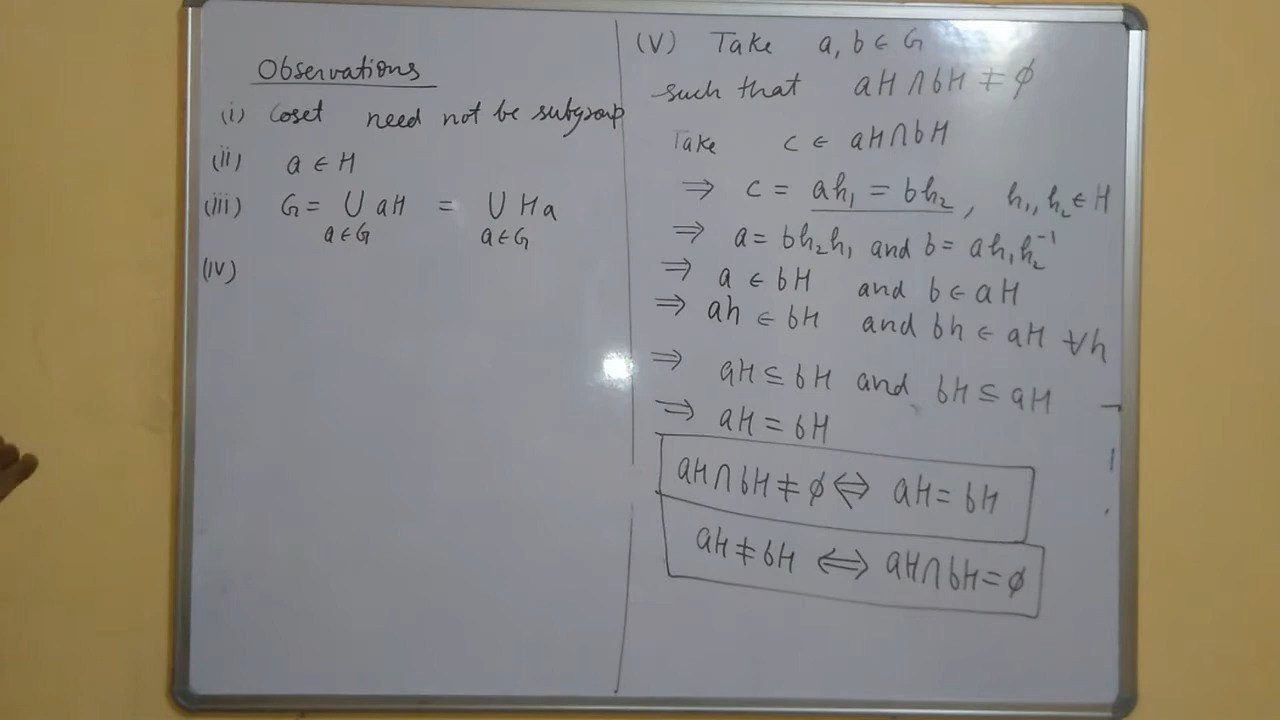 Observations
(i) Coset need not be subgroup
(ii) a ∈ H
(iii) G = ∪ aH = ∪ Ha
a∈G a∈G
(iv)
(V) Take a, b ∈ G
such that aH ∩ bH ≠ ϕ
Take c ∈ aH ∩ bH
⇒ c = ah₁ = bh₂, h₁, h₂ ∈ H
⇒ a = bh₂h₁ and b = ah₁h₂⁻¹
⇒ a ∈ bH and b ∈ aH
⇒ ah ∈ bH and bh ∈ aH ∀h
⇒ aH ⊆ bH and bH ⊆ aH
⇒ aH = bH
aH ∩ bH ≠ ϕ ⇔ aH = bH
aH ≠ bH ⇔ aH ∩ bH = ϕ